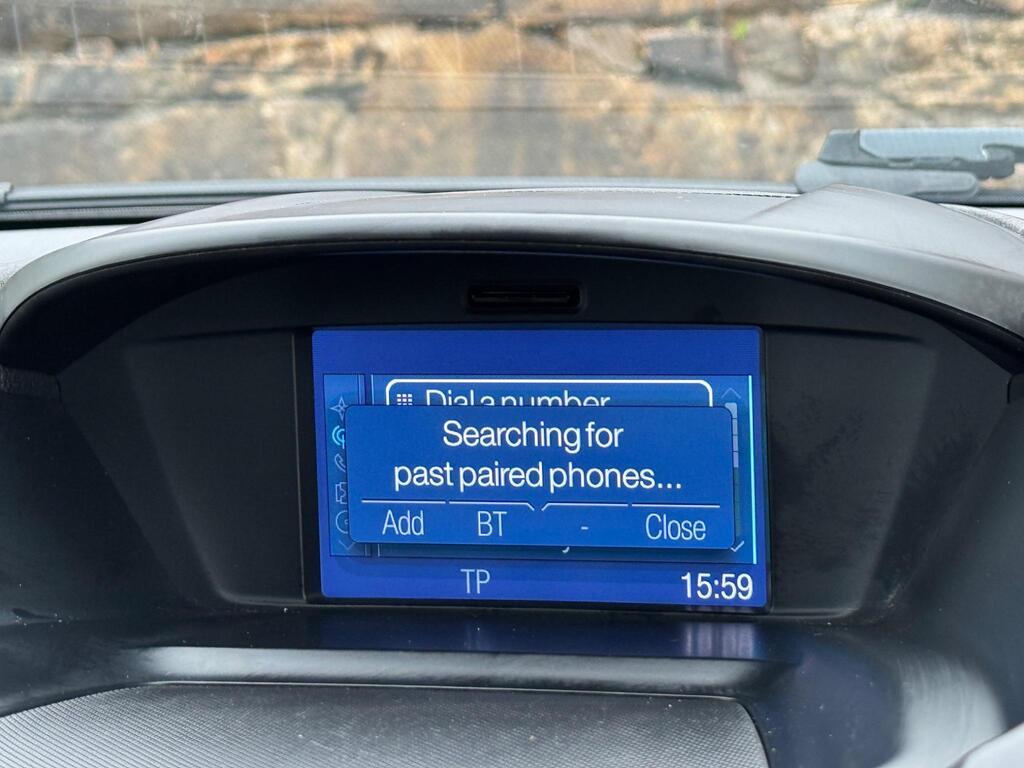 Dial a number
Searching for
past paired phones...
Add BT - Close
TP 15:59